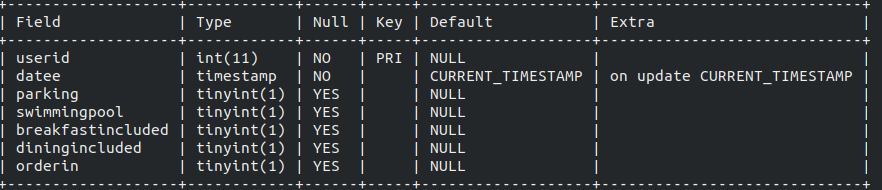 +------------------+------------+------+-----+-------------------+-----------------------------+
| Field            | Type       | Null | Key | Default           | Extra                       |
+------------------+------------+------+-----+-------------------+-----------------------------+
| userid           | int(11)    | NO   | PRI | NULL              |                             |
| datee            | timestamp  | NO   |     | CURRENT_TIMESTAMP | on update CURRENT_TIMESTAMP |
| parking          | tinyint(1) | YES  |     | NULL              |                             |
| swimmingpool     | tinyint(1) | YES  |     | NULL              |                             |
| breakfastincluded | tinyint(1) | YES  |     | NULL              |                             |
| diningincluded   | tinyint(1) | YES  |     | NULL              |                             |
| orderin          | tinyint(1) | YES  |     | NULL              |                             |
+------------------+------------+------+-----+-------------------+-----------------------------+